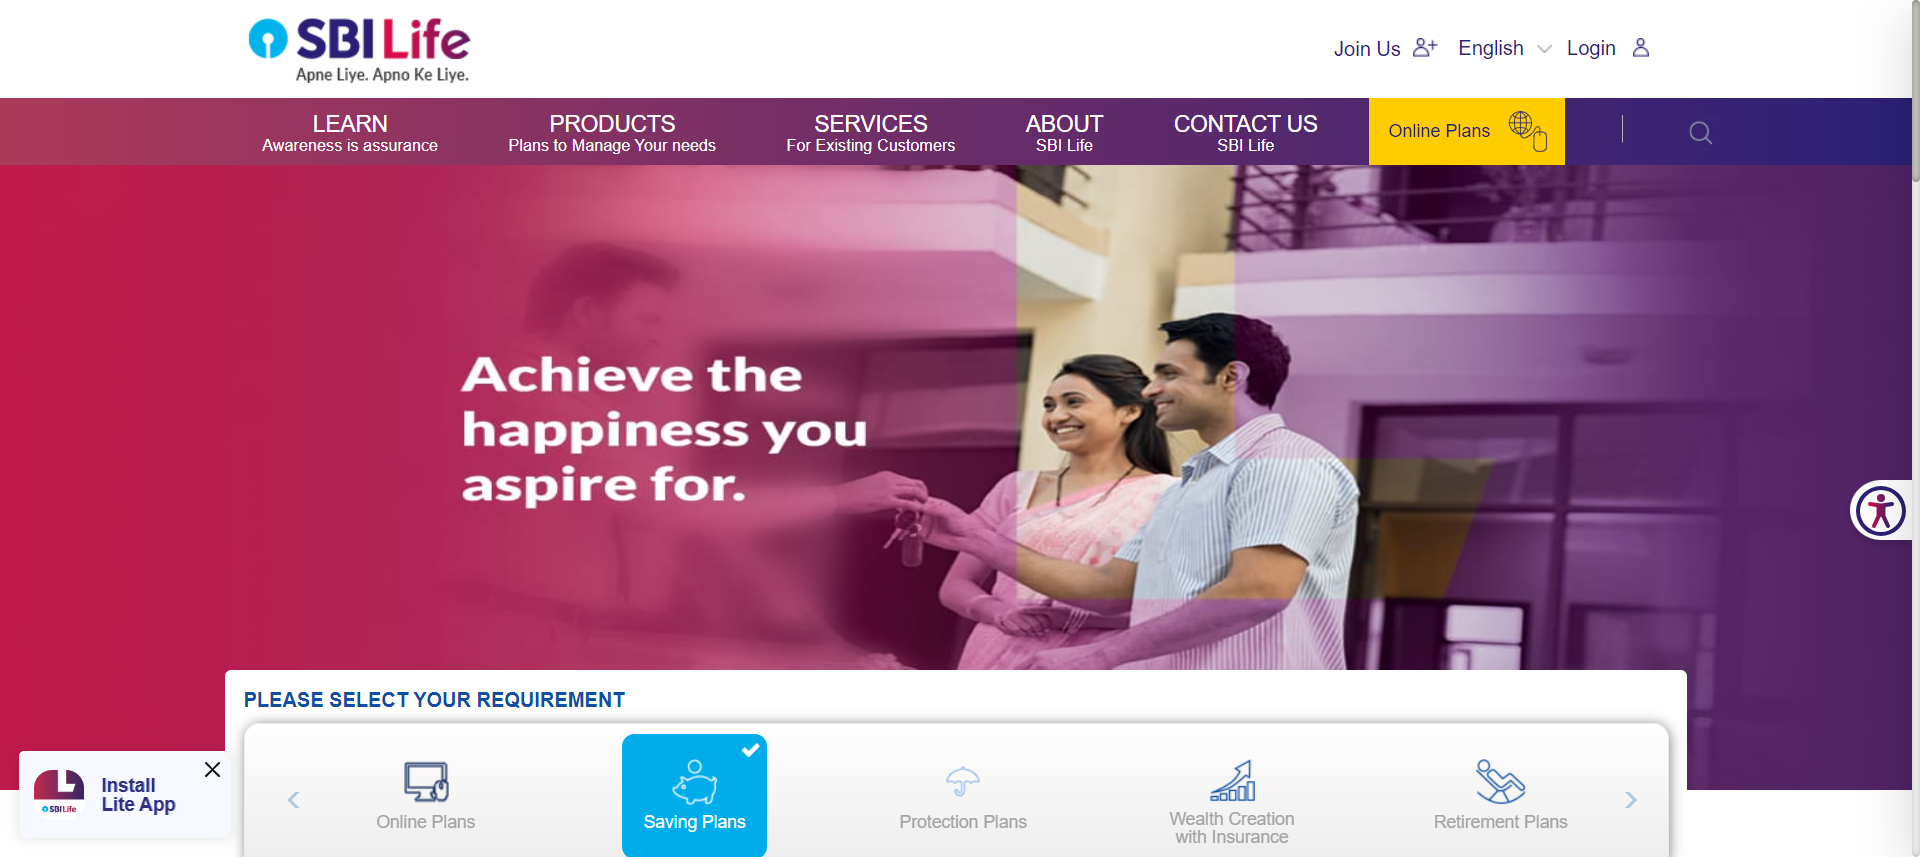 SBI Life
Apne Liye. Apno Ke Liye.
Join Us English Login
LEARN
Awareness is assurance
PRODUCTS
Plans to Manage Your needs
SERVICES
For Existing Customers
ABOUT
SBI Life
CONTACT US
SBI Life
Online Plans
Achieve the
happiness you
aspire for.
PLEASE SELECT YOUR REQUIREMENT
Online Plans
Saving Plans
Protection Plans
Wealth Creation
with Insurance
Retirement Plans
SBI Life
Install
Lite App